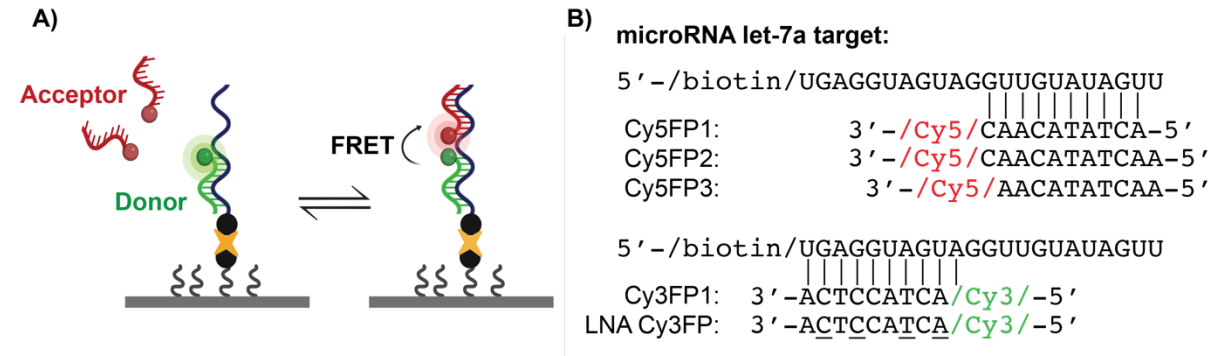 A)
Acceptor
Donor
FRET
B)
microRNA let-7a target:
5′-/biotin/UGAGGUAGUAGGUUGUAUAGUU
Cy5FP1: 3′-/Cy5/CAACATATCA-5′
Cy5FP2: 3′-/Cy5/CAACATATCAA-5′
Cy5FP3: 3′-/Cy5/AACATATCAA-5′
5′-/biotin/UGAGGUAGUAGGUUGUAUAGUU
Cy3FP1: 3′-ACTCCATCA/Cy3/-5′
LNA Cy3FP: 3′-ACTCCATCA/Cy3/-5′